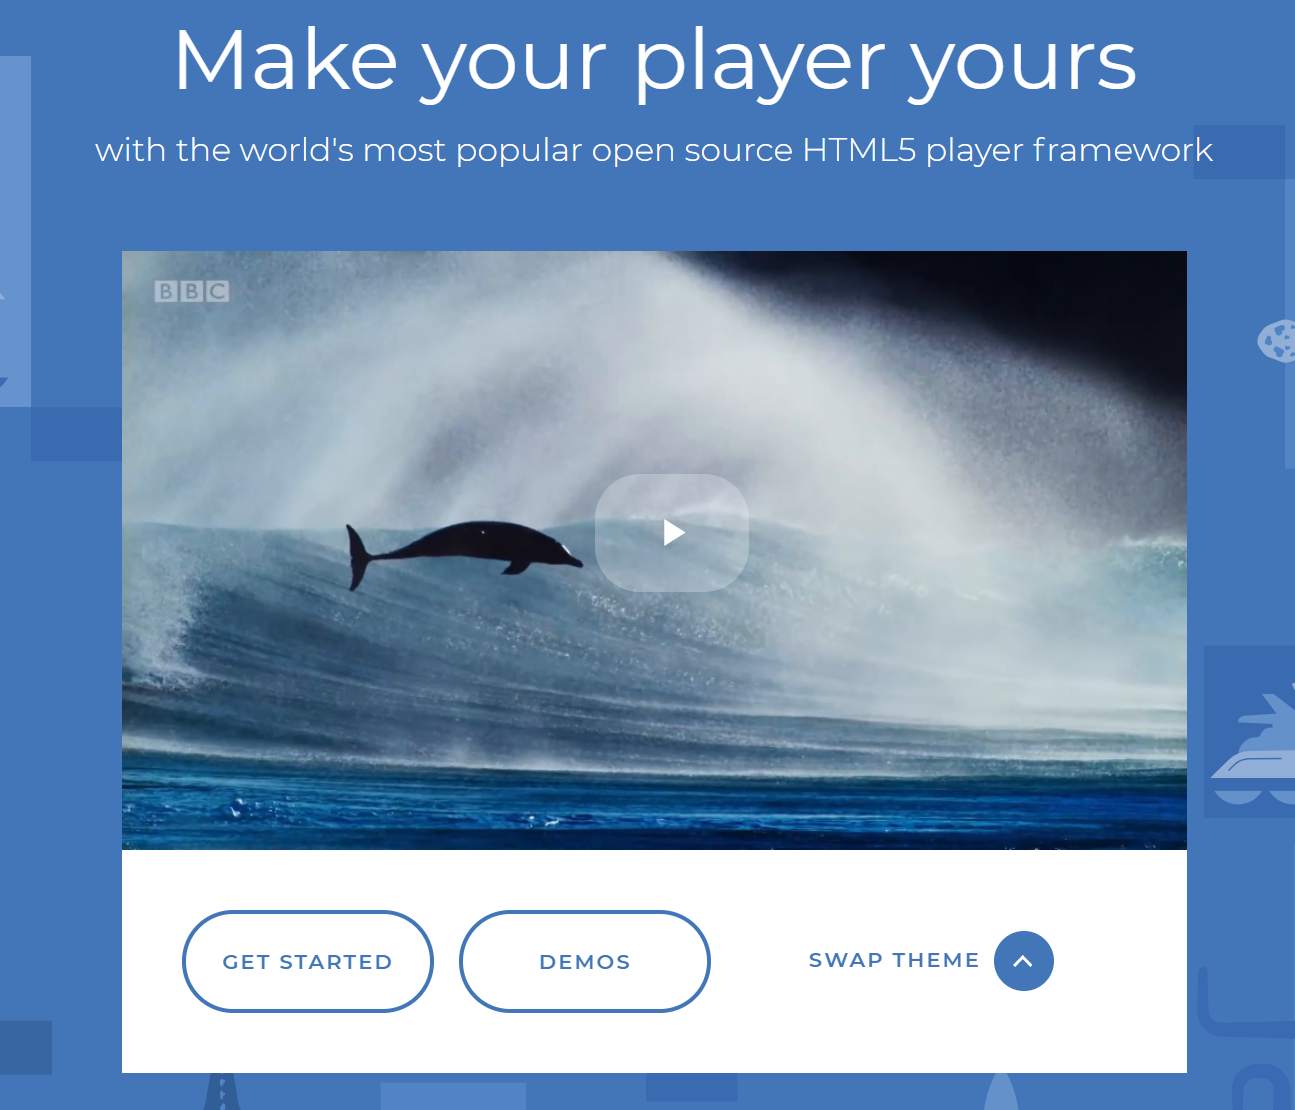 Make your player yours
with the world's most popular open source HTML5 player framework
BBC
GET STARTED
DEMOS
SWAP THEME